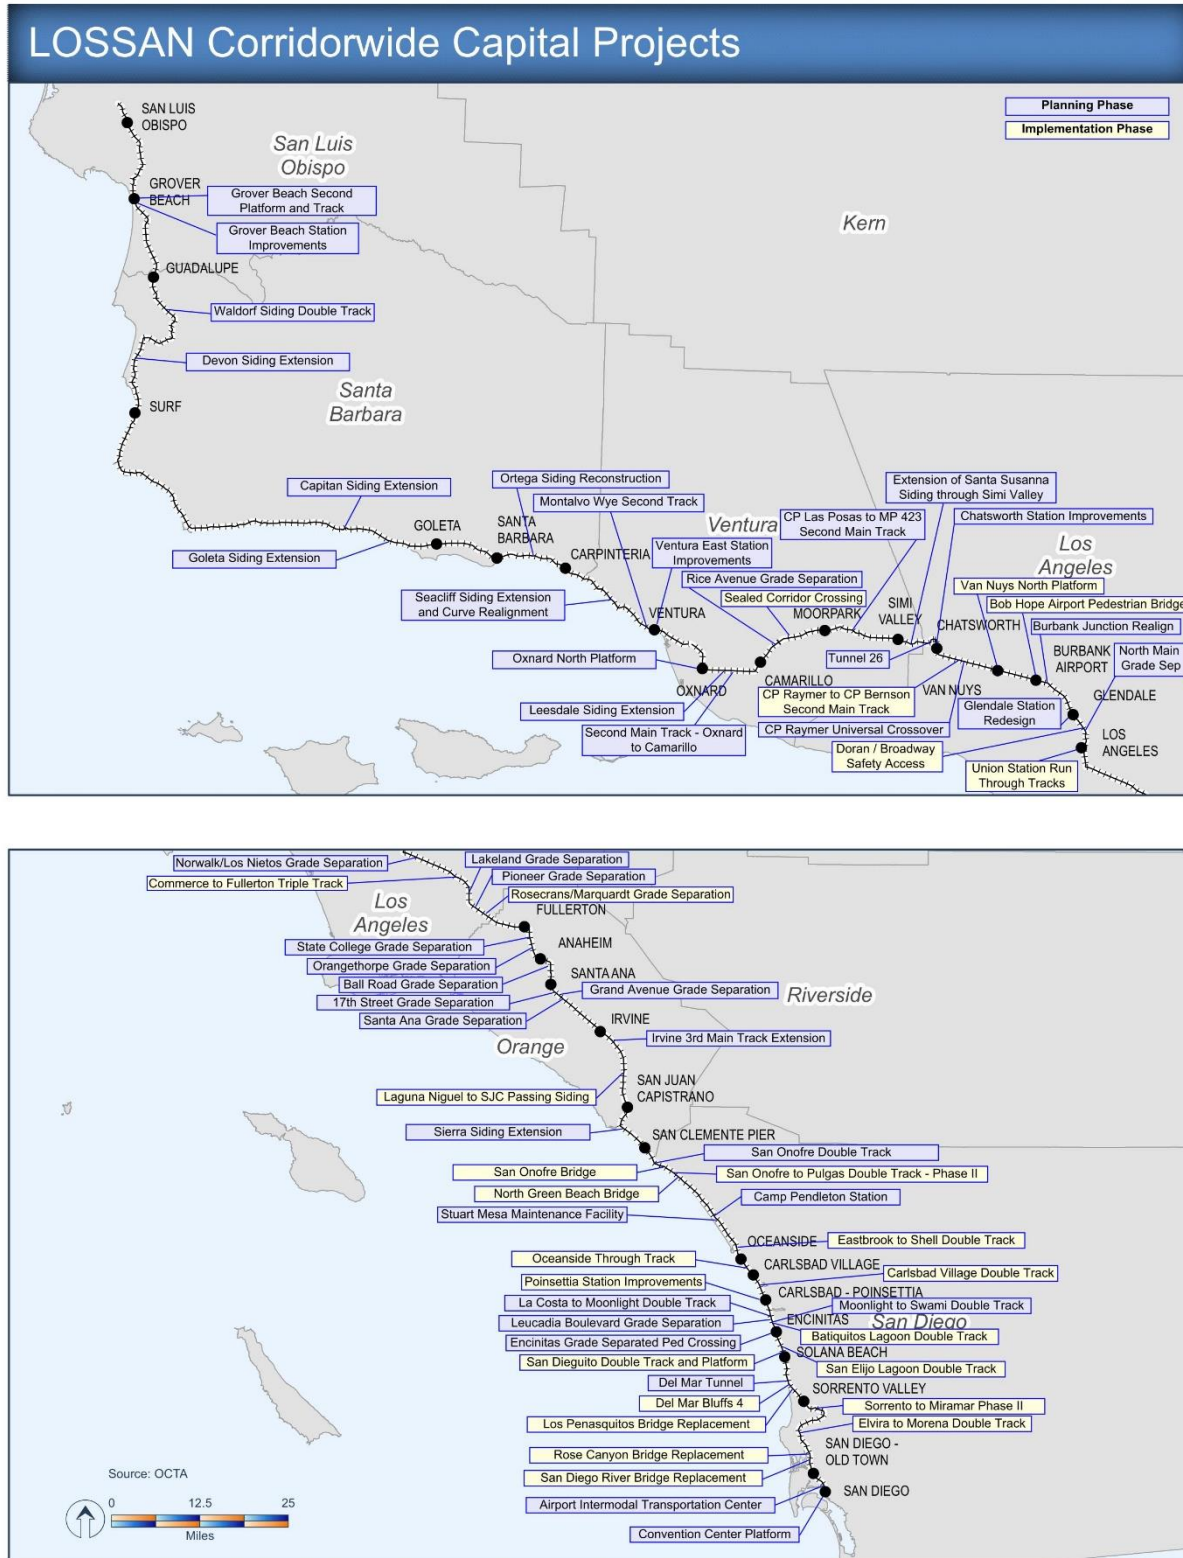 LOSSAN Corridorwide Capital Projects
Planning Phase
Implementation Phase
SAN LUIS
OBISPO
San Luis
Obispo
GROVER
BEACH
Grover Beach Second
Platform and Track
Grover Beach Station
Improvements
Kern
GUADALUPE
Waldorf Siding Double Track
Devon Siding Extension
Santa
Barbara
SURF
Capitan Siding Extension
Goleta Siding Extension
GOLETA
Ortega Siding Reconstruction
Montalvo Wye Second Track
SANTA
BARBARA
CARPINTERIA
Seacliff Siding Extension
and Curve Realignment
Ventura
Ventura East Station
Improvements
CP Las Posas to MP 423
Second Main Track
Extension of Santa Susanna
Siding through Simi Valley
Chatsworth Station Improvements
Los
Angeles
Rice Avenue Grade Separation
Sealed Corridor Crossing
Van Nuys North Platform
Bob Hope Airport Pedestrian Bridge
Burbank Junction Realign
VENTURA
MOORPARK
SIMI
VALLEY
CHATSWORTH
Tunnel 26
BURBANK
AIRPORT
North Main
Grade Sep
Oxnard North Platform
OXNARD
CAMARILLO
Leesdale Siding Extension
Second Main Track - Oxnard
to Camarillo
CP Raymer to CP Bernson
Second Main Track
VAN NUYS
CP Raymer Universal Crossover
Glendale Station
Redesign
GLENDALE
Doran / Broadway
Safety Access
LOS
ANGELES
Union Station Run
Through Tracks
Norwalk/Los Nietos Grade Separation
Commerce to Fullerton Triple Track
Lakeland Grade Separation
Pioneer Grade Separation
Rosecrans/Marquardt Grade Separation
Los
Angeles
FULLERTON
State College Grade Separation
ANAHEIM
Orangethorpe Grade Separation
Ball Road Grade Separation
SANTA ANA
17th Street Grade Separation
Grand Avenue Grade Separation
Santa Ana Grade Separation
Riverside
IRVINE
Irvine 3rd Main Track Extension
Orange
Laguna Niguel to SJC Passing Siding
SAN JUAN
CAPISTRANO
Sierra Siding Extension
SAN CLEMENTE PIER
San Onofre Double Track
San Onofre Bridge
San Onofre to Pulgas Double Track - Phase II
North Green Beach Bridge
Camp Pendleton Station
Stuart Mesa Maintenance Facility
OCEANSIDE
Eastbrook to Shell Double Track
Oceanside Through Track
CARLSBAD VILLAGE
Carlsbad Village Double Track
Poinsettia Station Improvements
CARLSBAD - POINSETTIA
La Costa to Moonlight Double Track
Moonlight to Swami Double Track
Leucadia Boulevard Grade Separation
ENCINITAS
San Diego
Batiquitos Lagoon Double Track
Encinitas Grade Separated Ped Crossing
SOLANA BEACH
San Dieguito Double Track and Platform
San Elijo Lagoon Double Track
Del Mar Tunnel
SORRENTO VALLEY
Del Mar Bluffs 4
Sorrento to Miramar Phase II
Los Penasquitos Bridge Replacement
Elvira to Morena Double Track
Rose Canyon Bridge Replacement
SAN DIEGO -
OLD TOWN
San Diego River Bridge Replacement
SAN DIEGO
Airport Intermodal Transportation Center
Convention Center Platform
Source: OCTA
0 12.5 25
Miles